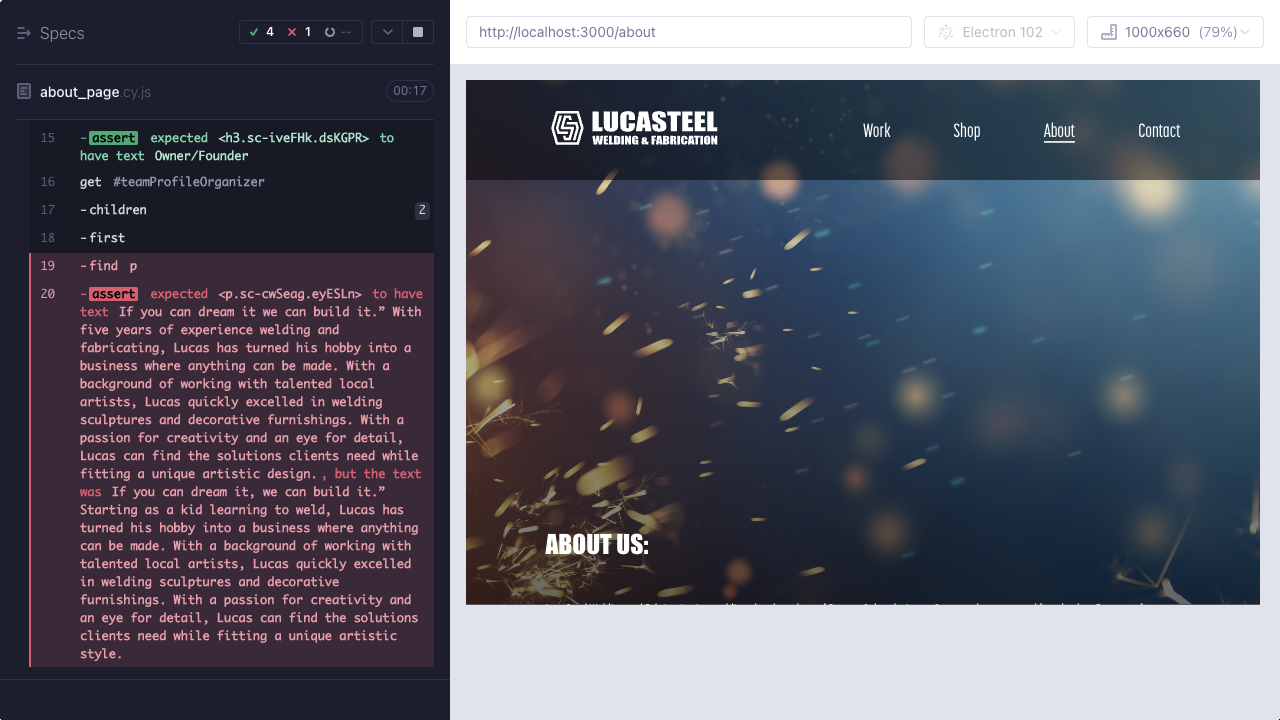 Specs
4
1
--
about_page.cy.js
00:17
15 -assert expected <h3.sc-iveFHk.dsKGPR> to
have text Owner/Founder
16 get #teamProfileOrganizer
17 -children 2
18 -first
19 -find p
20 -assert expected <p.sc-cwSeag.eyESLn> to have
text If you can dream it we can build it.” With
five years of experience welding and
fabricating, Lucas has turned his hobby into a
business where anything can be made. With a
background of working with talented local
artists, Lucas quickly excelled in welding
sculptures and decorative furnishings. With a
passion for creativity and an eye for detail,
Lucas can find the solutions clients need while
fitting a unique artistic design., but the text
was If you can dream it, we can build it.”
Starting as a kid learning to weld, Lucas has
turned his hobby into a business where anything
can be made. With a background of working with
talented local artists, Lucas quickly excelled
in welding sculptures and decorative
furnishings. With a passion for creativity and
an eye for detail, Lucas can find the solutions
clients need while fitting a unique artistic
style.
http://localhost:3000/about
Electron 102
1000x660 (79%)
LUCASTEEL
WELDING & FABRICATION
Work
Shop
About
Contact
ABOUT US: